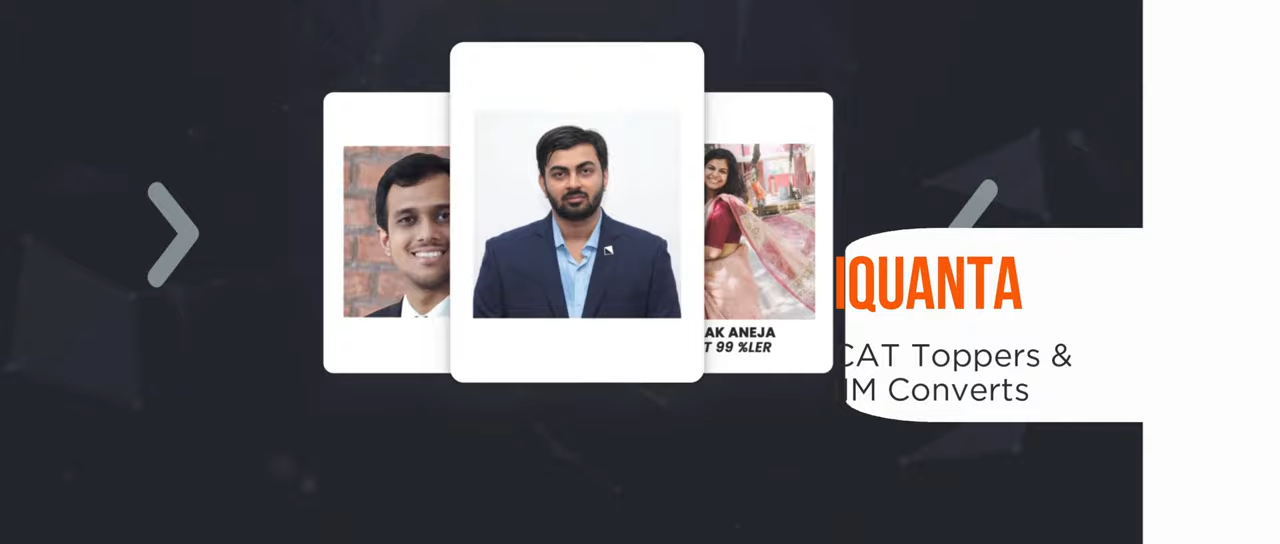 AK ANEJA
T 99 %LER
IQUANTA
CAT Toppers &
IM Converts